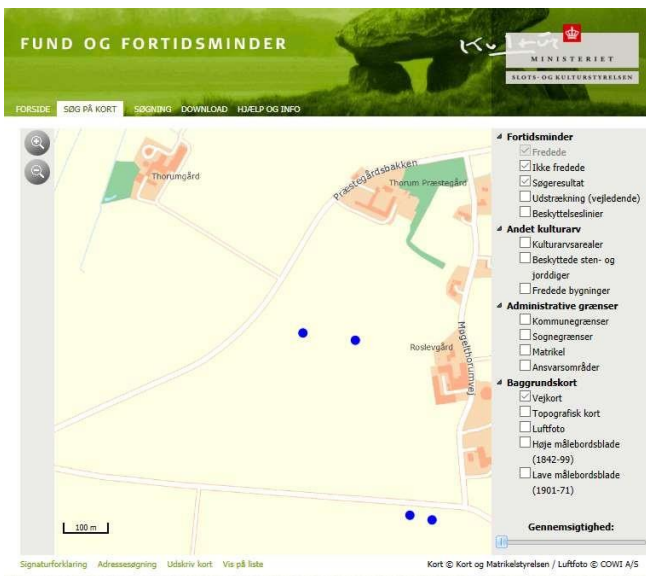 FUND OG FORTIDSMINDER
Kultur
MINISTERIET
SLOTS- OG KULTURSTYRELSEN
FORSIDE SØG PÅ KORT SØGNING DOWNLOAD HJÆLP OG INFO
Thorumgård
Præstegårdsbakken
Thorum Præstegård
Roslevgård
Møgelthorumvej
100 m
Fortidsminder
Fredede
Ikke fredede
Søgeresultat
Udstrækning (vejledende)
Beskyttelseslinier
Andet kulturarv
Kulturarvsarealer
Beskyttede sten- og
jorddiger
Fredede bygninger
Administrative grænser
Kommunegrænser
Sognegrænser
Matrikel
Ansvarsområder
Baggrundskort
Vejkort
Topografisk kort
Luftfoto
Høje målebordsblade
(1842-99)
Lave målebordsblade
(1901-71)
Gennemsigtighed:
Signaturforklaring Adressesøgning Udskriv kort Vis på liste
Kort © Kort og Matrikelstyrelsen / Luftfoto © COWI A/S